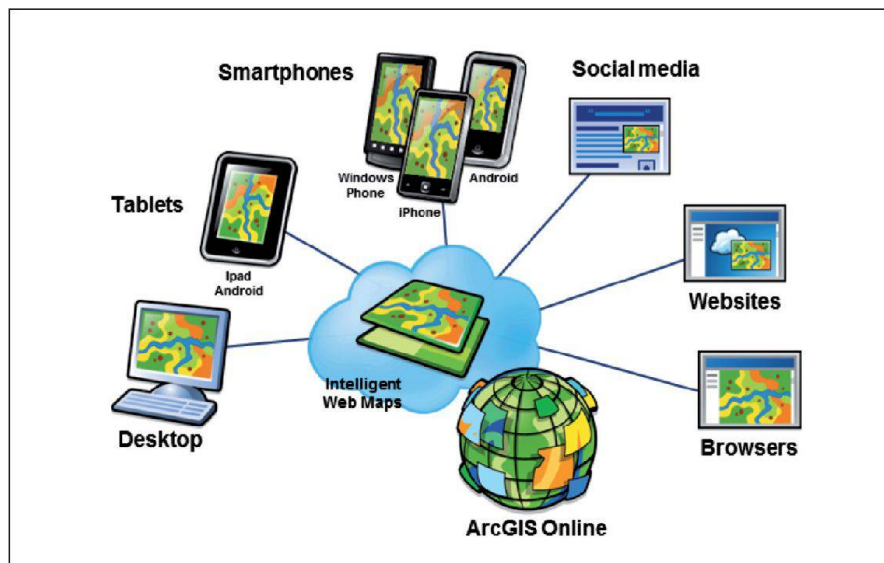 Smartphones
Social media
Windows
Phone
Android
iPhone
Tablets
Ipad
Android
Websites
Desktop
Intelligent
Web Maps
Browsers
ArcGIS Online